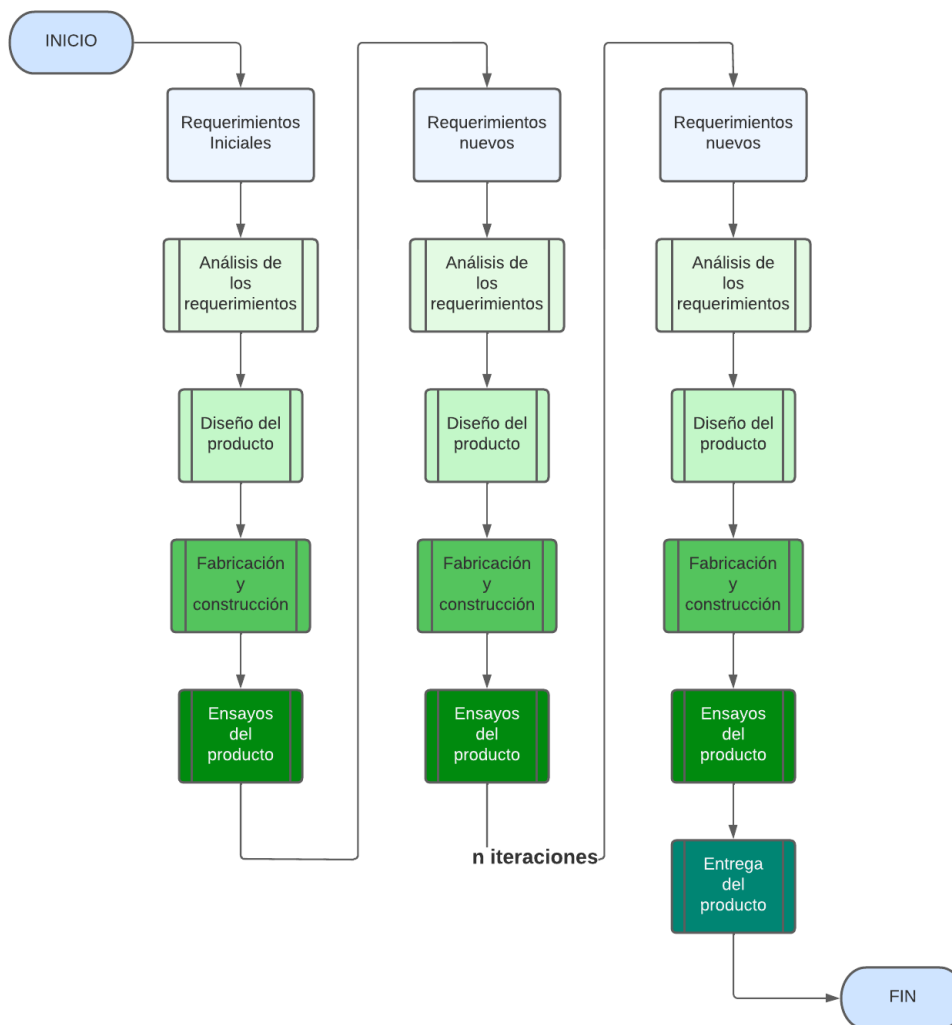 INICIO
Requerimientos
Iniciales
Análisis de
los
requerimientos
Diseño del
producto
Fabricación
y
construcción
Ensayos
del
producto
Requerimientos
nuevos
Análisis de
los
requerimientos
Diseño del
producto
Fabricación
y
construcción
Ensayos
del
producto
n iteraciones
Requerimientos
nuevos
Análisis de
los
requerimientos
Diseño del
producto
Fabricación
y
construcción
Ensayos
del
producto
Entrega
del
producto
FIN